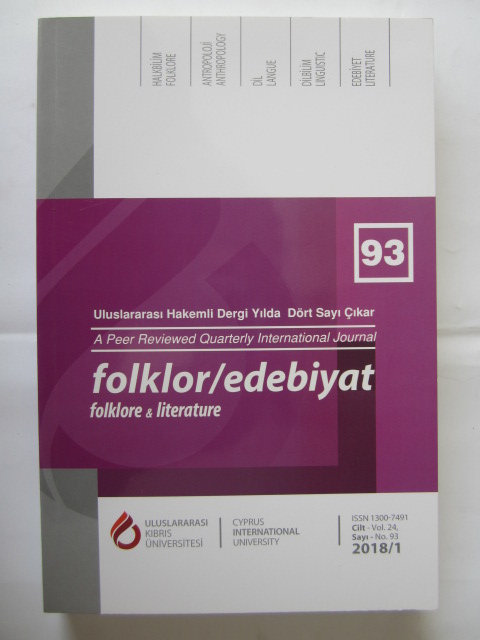 HALKBİLİM
FOLKLORE
ANTROPOLOJİ
ANTHROPOLOGY
DİL
LANGUE
DİLBİLİM
LINGUISTIC
EDEBİYET
LITERATURE
93
Uluslararası Hakemli Dergi Yılda Dört Sayı Çıkar
A Peer Reviewed Quarterly International Journal
folklor/edebiyat
folklore & literature
ULUSLARARASI
KIBRIS
ÜNİVERSİTESİ
CYPRUS
INTERNATIONAL
UNIVERSITY
ISSN 1300-7491
Cilt - Vol. 24,
Sayı - No. 93
2018/1